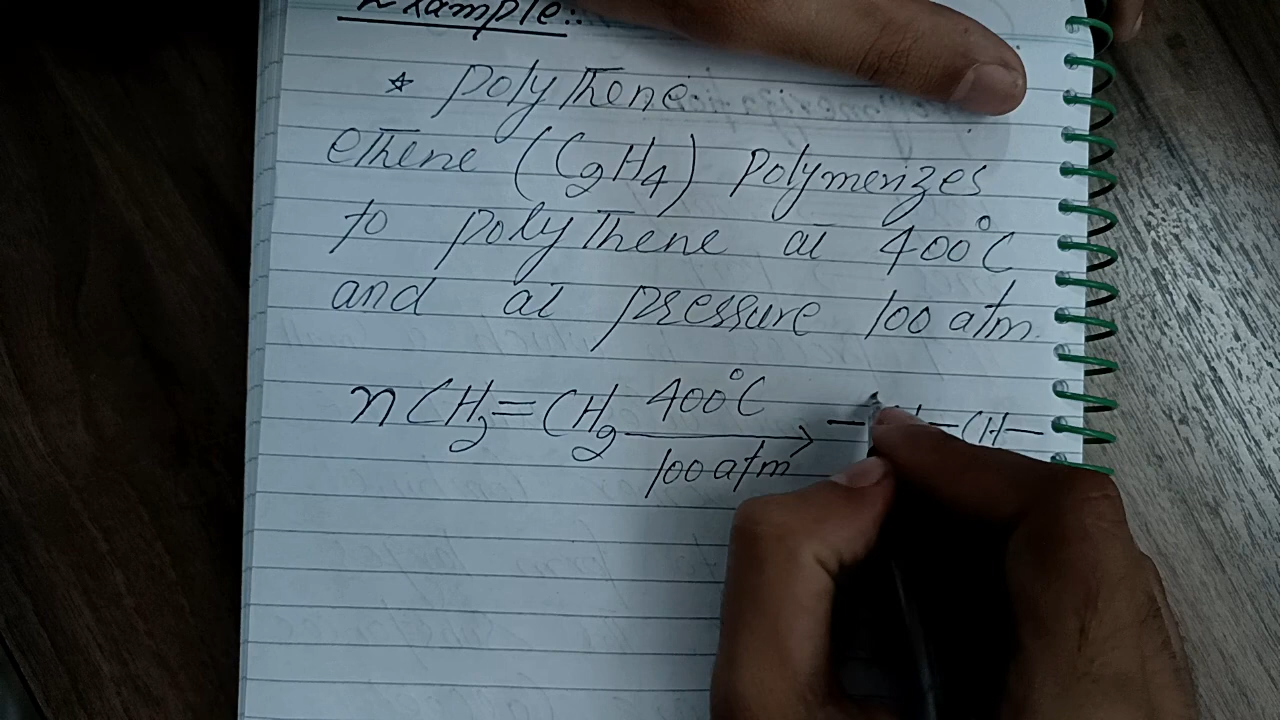 Example:
* Polythene:
Ethene (C2H4) Polymerizes
to polythene at 400°C
and at pressure 100 atm.
nCH2=CH2 400°C → — —CH—
100 atm